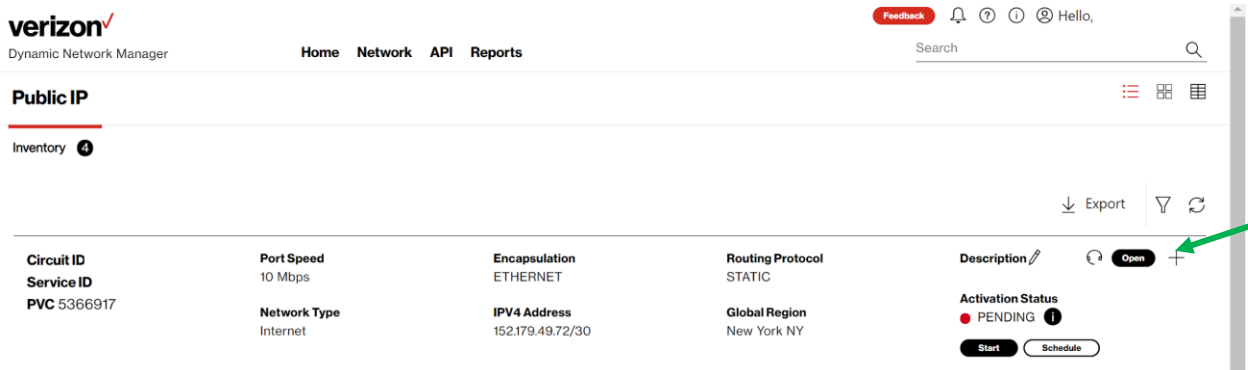 verizon
Dynamic Network Manager
Home Network API Reports
Feedback
Hello,
Search
Public IP
Inventory 4
Export
Circuit ID
Service ID
PVC 5366917
Port Speed
10 Mbps
Network Type
Internet
Encapsulation
ETHERNET
IPV4 Address
152.179.49.72/30
Routing Protocol
STATIC
Global Region
New York NY
Description
Open
Activation Status
PENDING
Start Schedule